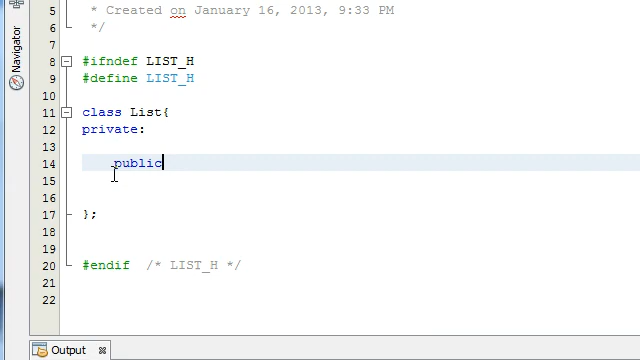 Navigator
5 * Created on January 16, 2013, 9:33 PM
6 */
7
8 #ifndef LIST_H
9 #define LIST_H
10
11 class List{
12 private:
13
14 public
15
16
17 };
18
19
20 #endif /* LIST_H */
21
22
Output